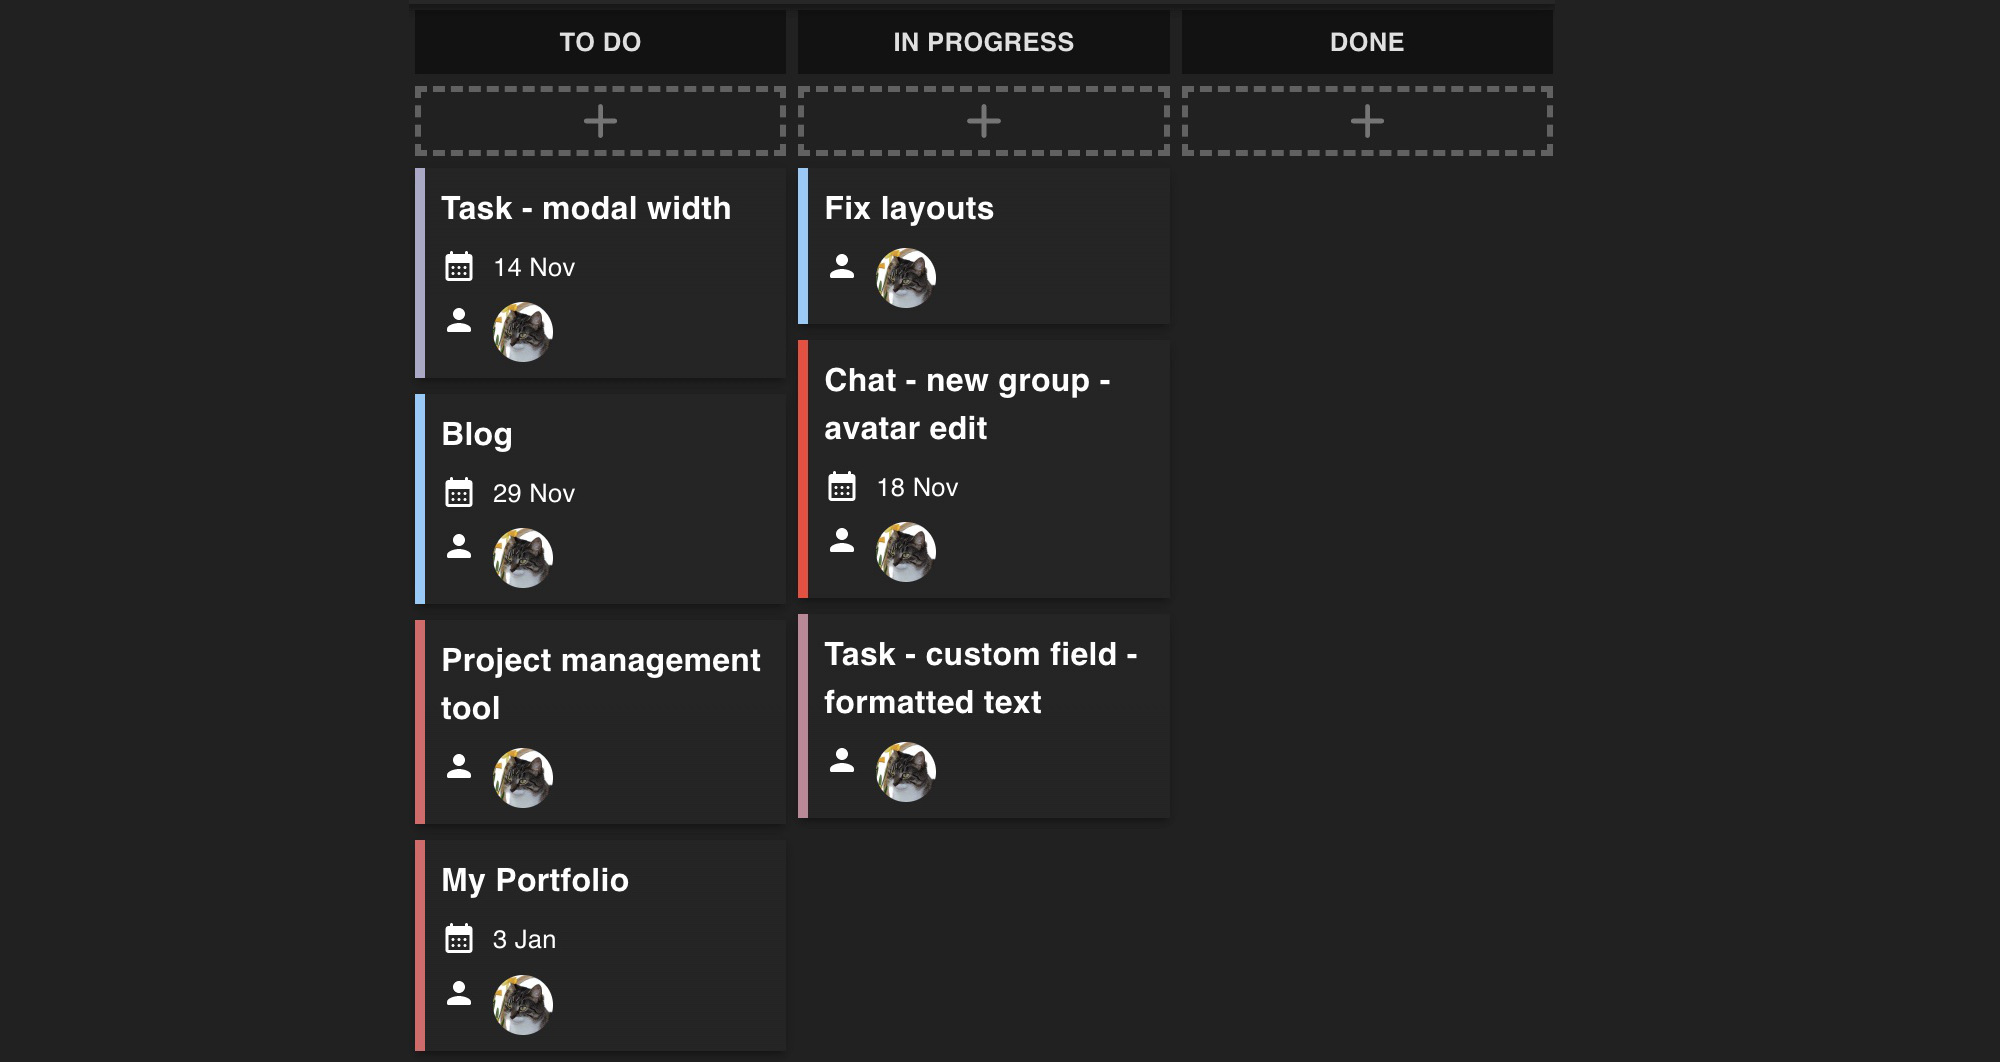 TO DO
Task - modal width
14 Nov
Blog
29 Nov
Project management
tool
My Portfolio
3 Jan
IN PROGRESS
Fix layouts
Chat - new group -
avatar edit
18 Nov
Task - custom field -
formatted text
DONE